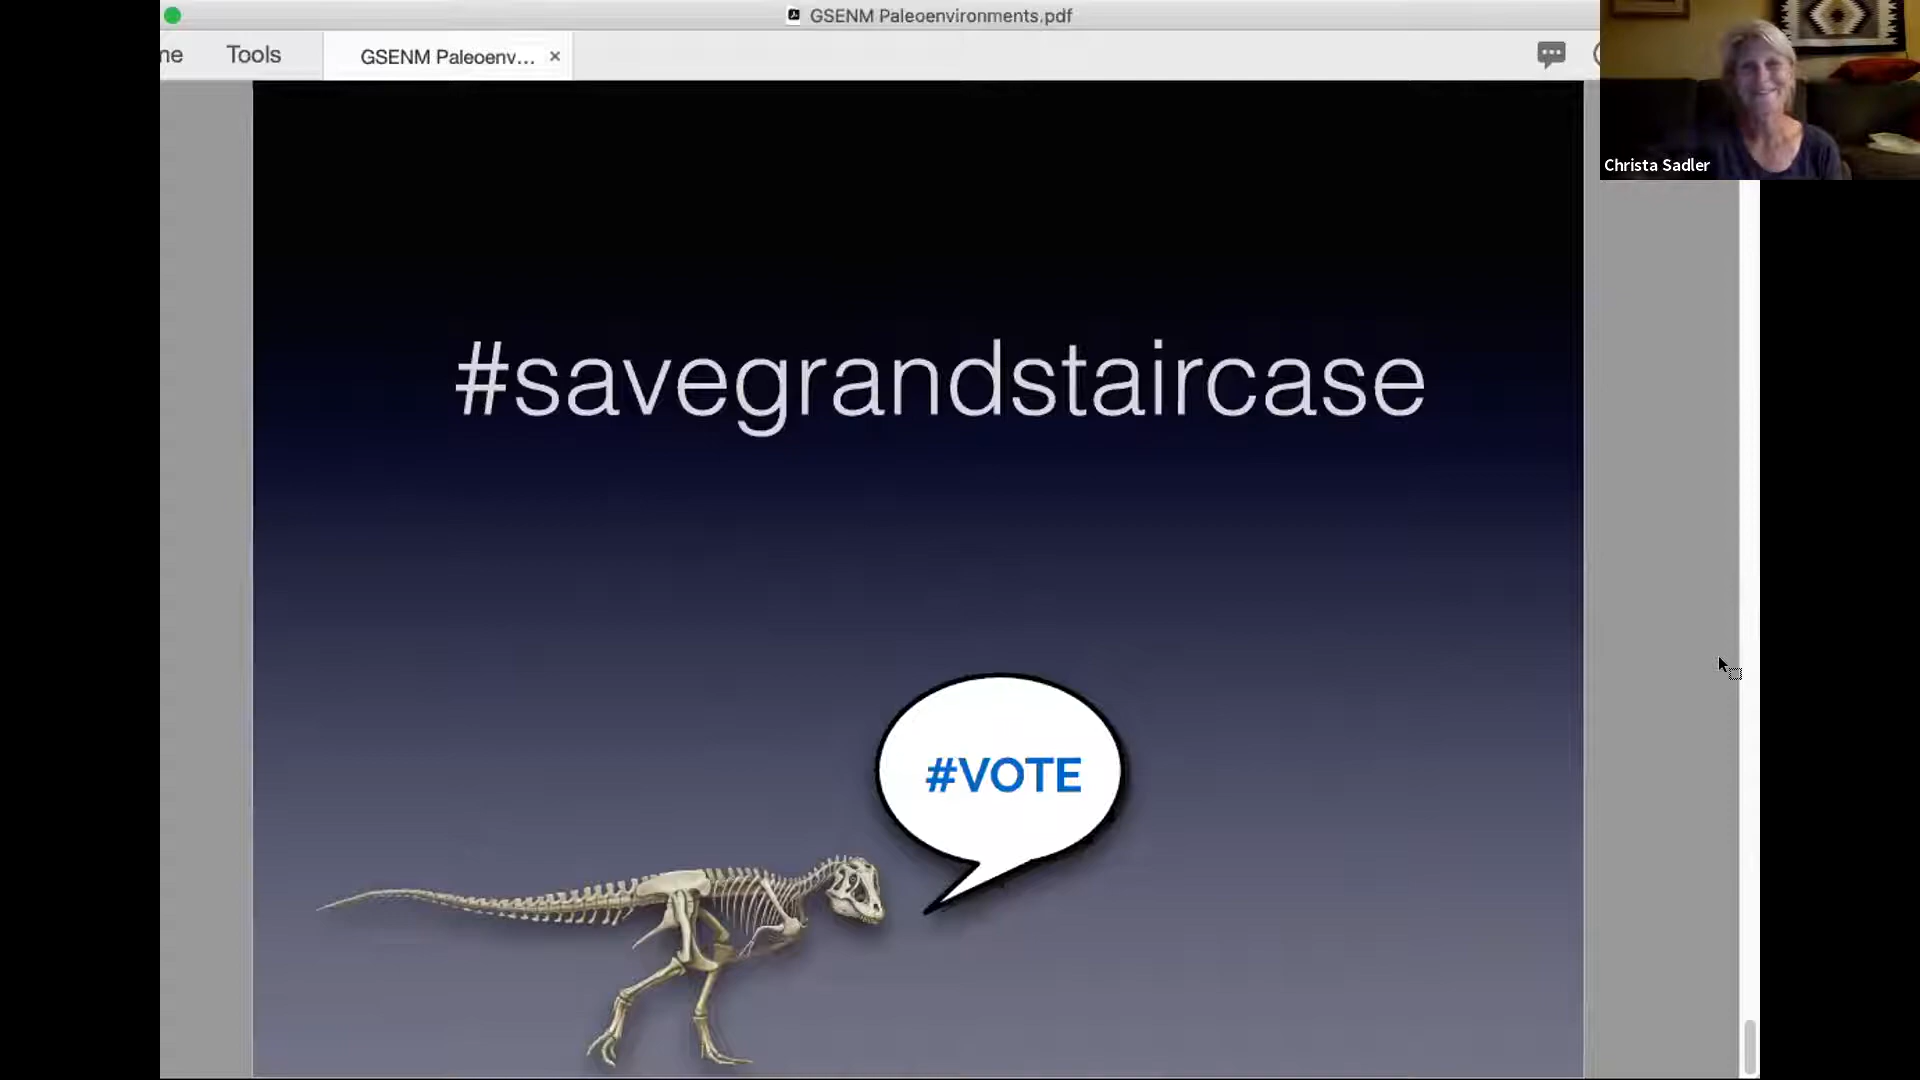 GSENM Paleoenvironments.pdf
ne Tools GSENM Paleoenv... ×
Christa Sadler
#savegrandstaircase
#VOTE